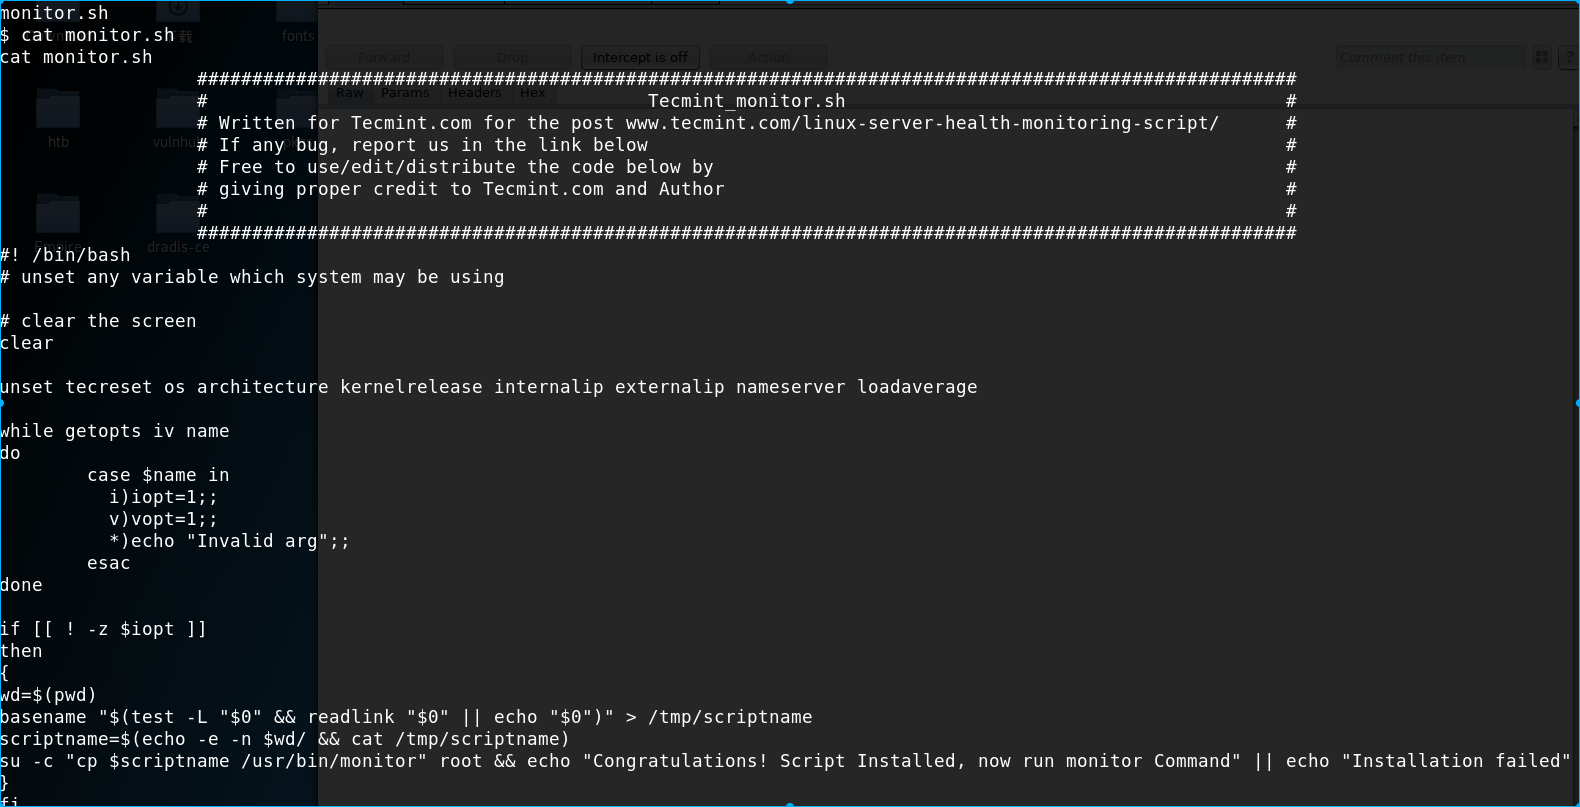 monitor.sh
$ cat monitor.sh
cat monitor.sh
fonts
Forward
Drop
Intercept is off
Action
Comment this item
?
####################################################################################################
Raw Params Headers Hex
# Tecmint_monitor.sh #
# Written for Tecmint.com for the post www.tecmint.com/linux-server-health-monitoring-script/ #
# If any bug, report us in the link below #
# Free to use/edit/distribute the code below by #
# giving proper credit to Tecmint.com and Author #
# #
####################################################################################################
htb
Empire
dradis-ce
#! /bin/bash
# unset any variable which system may be using
# clear the screen
clear
unset tecreset os architecture kernelrelease internalip externalip nameserver loadaverage
while getopts iv name
do
case $name in
i)iopt=1;;
v)vopt=1;;
*)echo "Invalid arg";;
esac
done
if [[ ! -z $iopt ]]
then
{
wd=$(pwd)
basename "$(test -L "$0" && readlink "$0" || echo "$0")" > /tmp/scriptname
scriptname=$(echo -e -n $wd/ && cat /tmp/scriptname)
su -c "cp $scriptname /usr/bin/monitor" root && echo "Congratulations! Script Installed, now run monitor Command" || echo "Installation failed"
}
fi